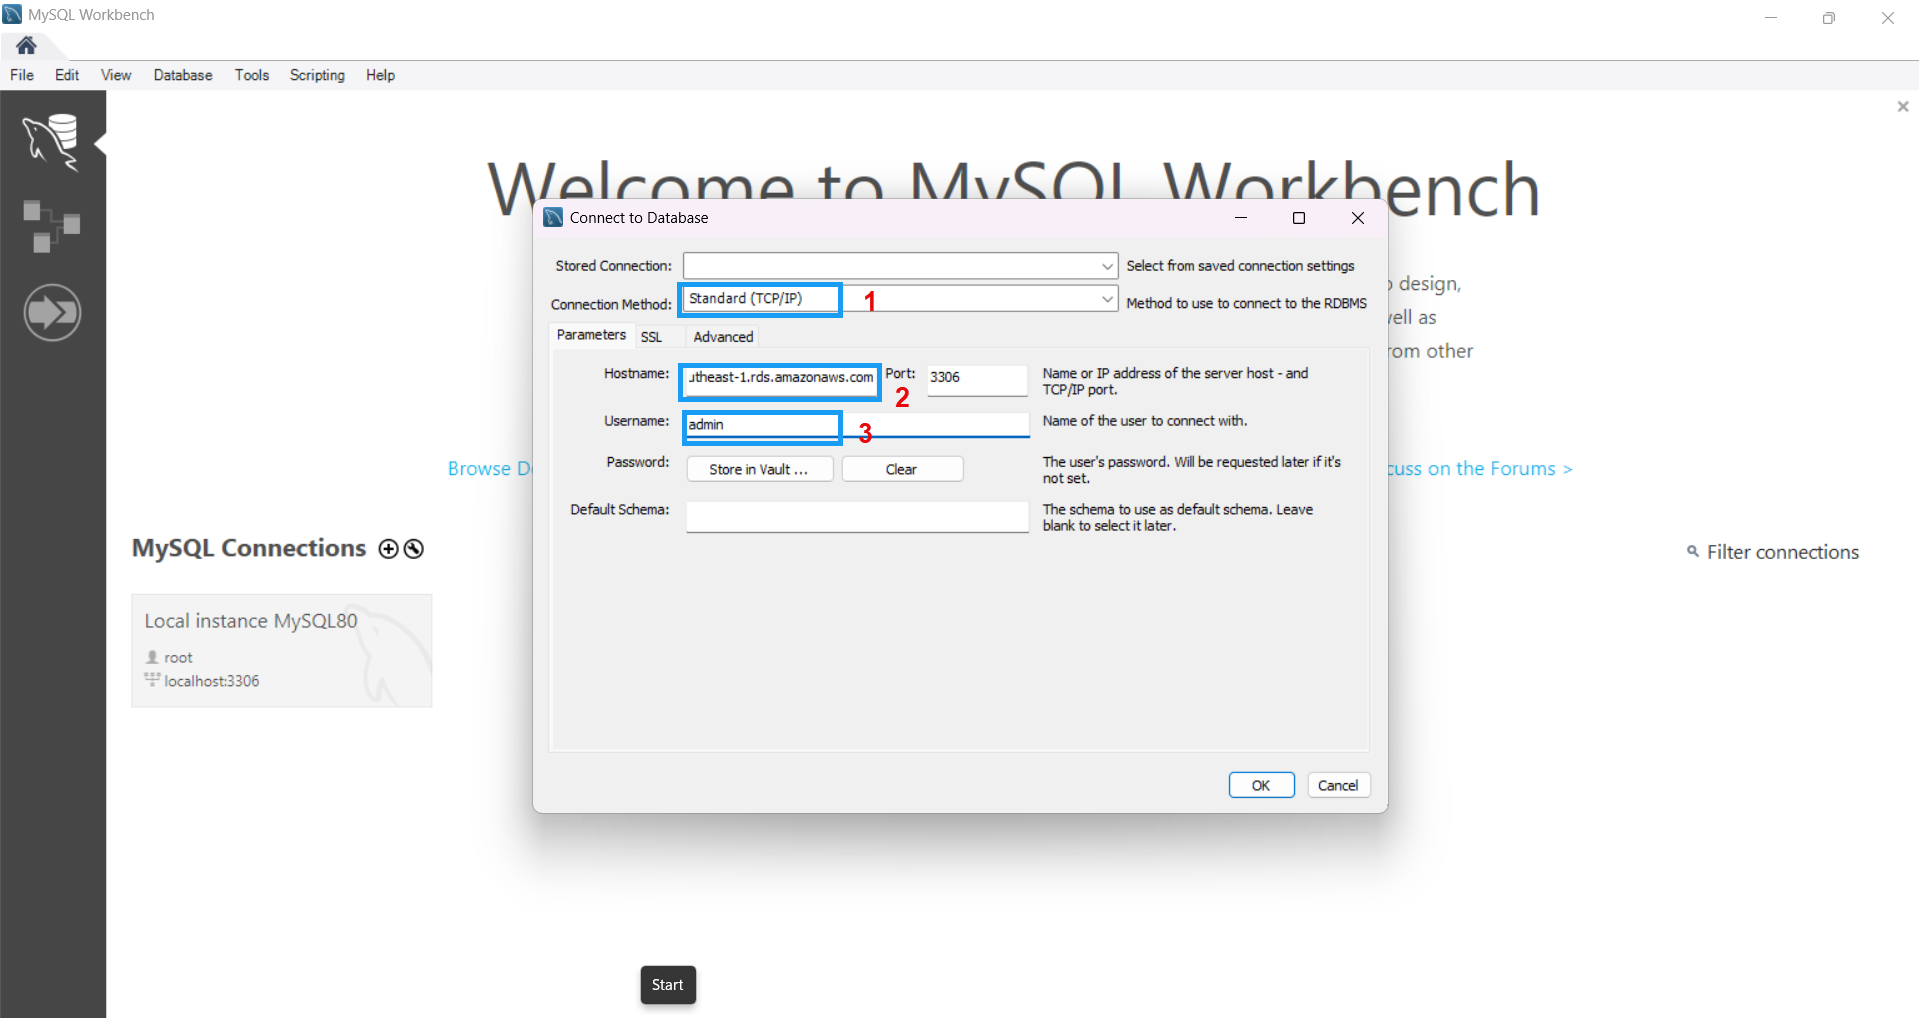 MySQL Workbench
File Edit View Database Tools Scripting Help
Welcome to MySQL Workbench
Connect to Database
Stored Connection: Select from saved connection settings
Connection Method: Standard (TCP/IP) 1 Method to use to connect to the RDBMS
design,
Parameters SSL Advanced
as
other
Hostname: utheast-1.rds.amazonaws.com Port: 3306 Name or IP address of the server host - and
TCP/IP port.
2
Username: admin 3 Name of the user to connect with.
Password: Store in Vault ... Clear The user's password. Will be requested later if it's
not set.
Browse
on the Forums >
Default Schema: The schema to use as default schema. Leave
blank to select it later.
MySQL Connections
Filter connections
Local instance MySQL80
root
localhost:3306
OK Cancel
Start